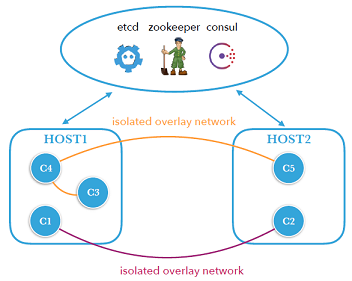 etcd zookeeper consul
isolated overlay network
HOST1 HOST2
C4 C5
C3
C1 C2
isolated overlay network